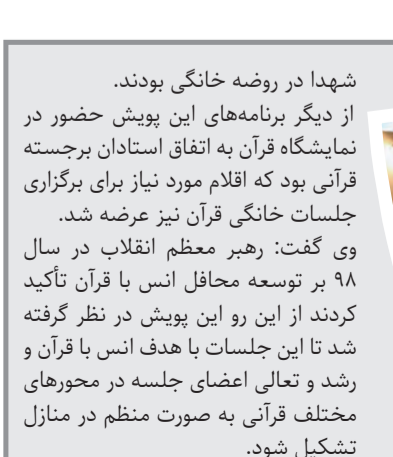 شهدا در روضه خانگی بودند.
از دیگر برنامه‌های این پویش حضور در
نمایشگاه قرآن به اتفاق استادان برجسته
قرآنی بود که اقلام مورد نیاز برای برگزاری
جلسات خانگی قرآن نیز عرضه شد.
وی گفت: رهبر معظم انقلاب در سال
۹۸ بر توسعه محافل انس با قرآن تأکید
کردند از این رو این پویش در نظر گرفته
شد تا این جلسات با هدف انس با قرآن و
رشد و تعالی اعضای جلسه در محورهای
مختلف قرآنی به صورت منظم در منازل
تشکیل شود.